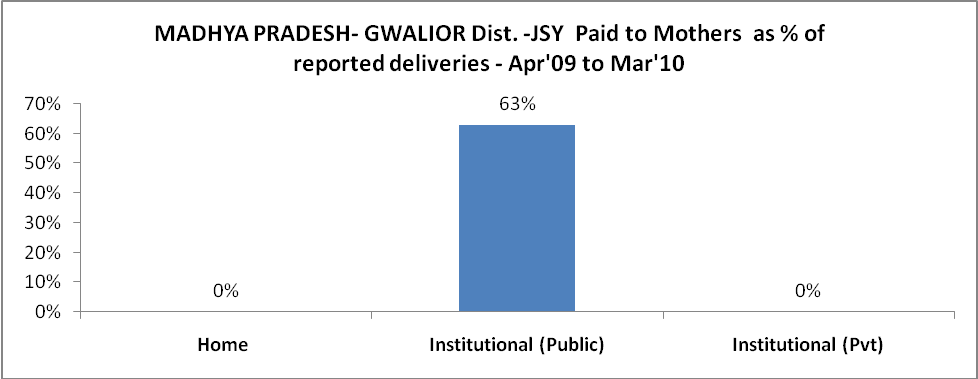 MADHYA PRADESH- GWALIOR Dist. -JSY  Paid to Mothers  as % of
reported deliveries - Apr'09 to Mar'10
70%
60%
50%
40%
30%
20%
10%
0%
0%
63%
0%
Home
Institutional (Public)
Institutional (Pvt)